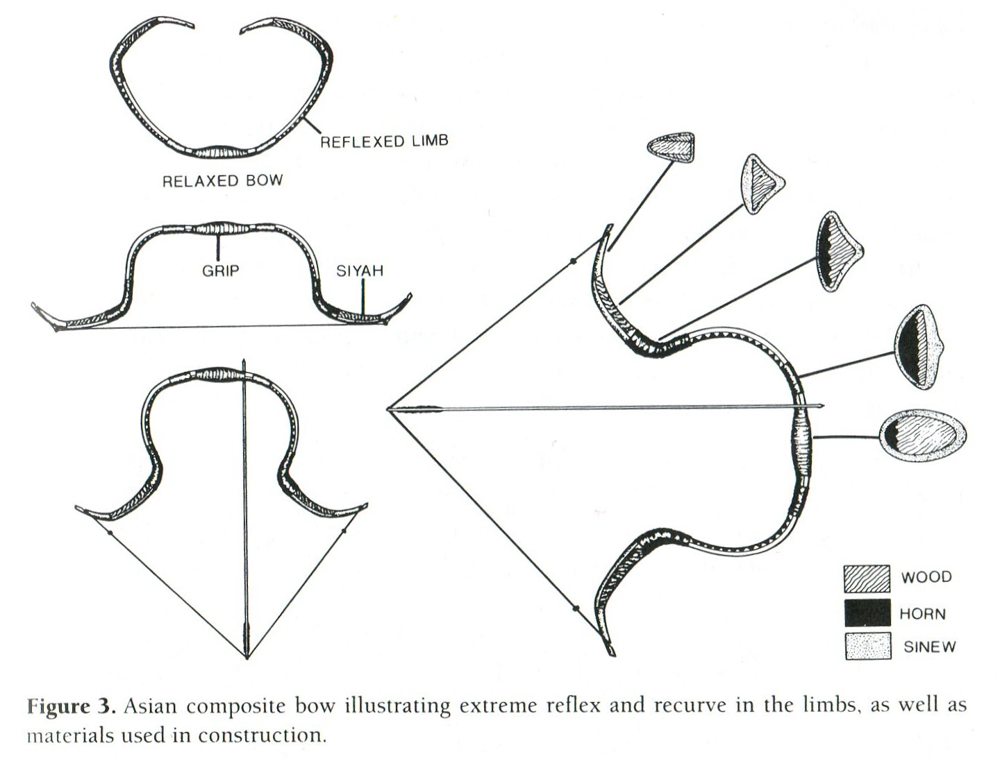 REFLEXED LIMB
RELAXED BOW
GRIP
SIYAH
WOOD
HORN
SINEW
Figure 3. Asian composite bow illustrating extreme reflex and recurve in the limbs, as well as
materials used in construction.